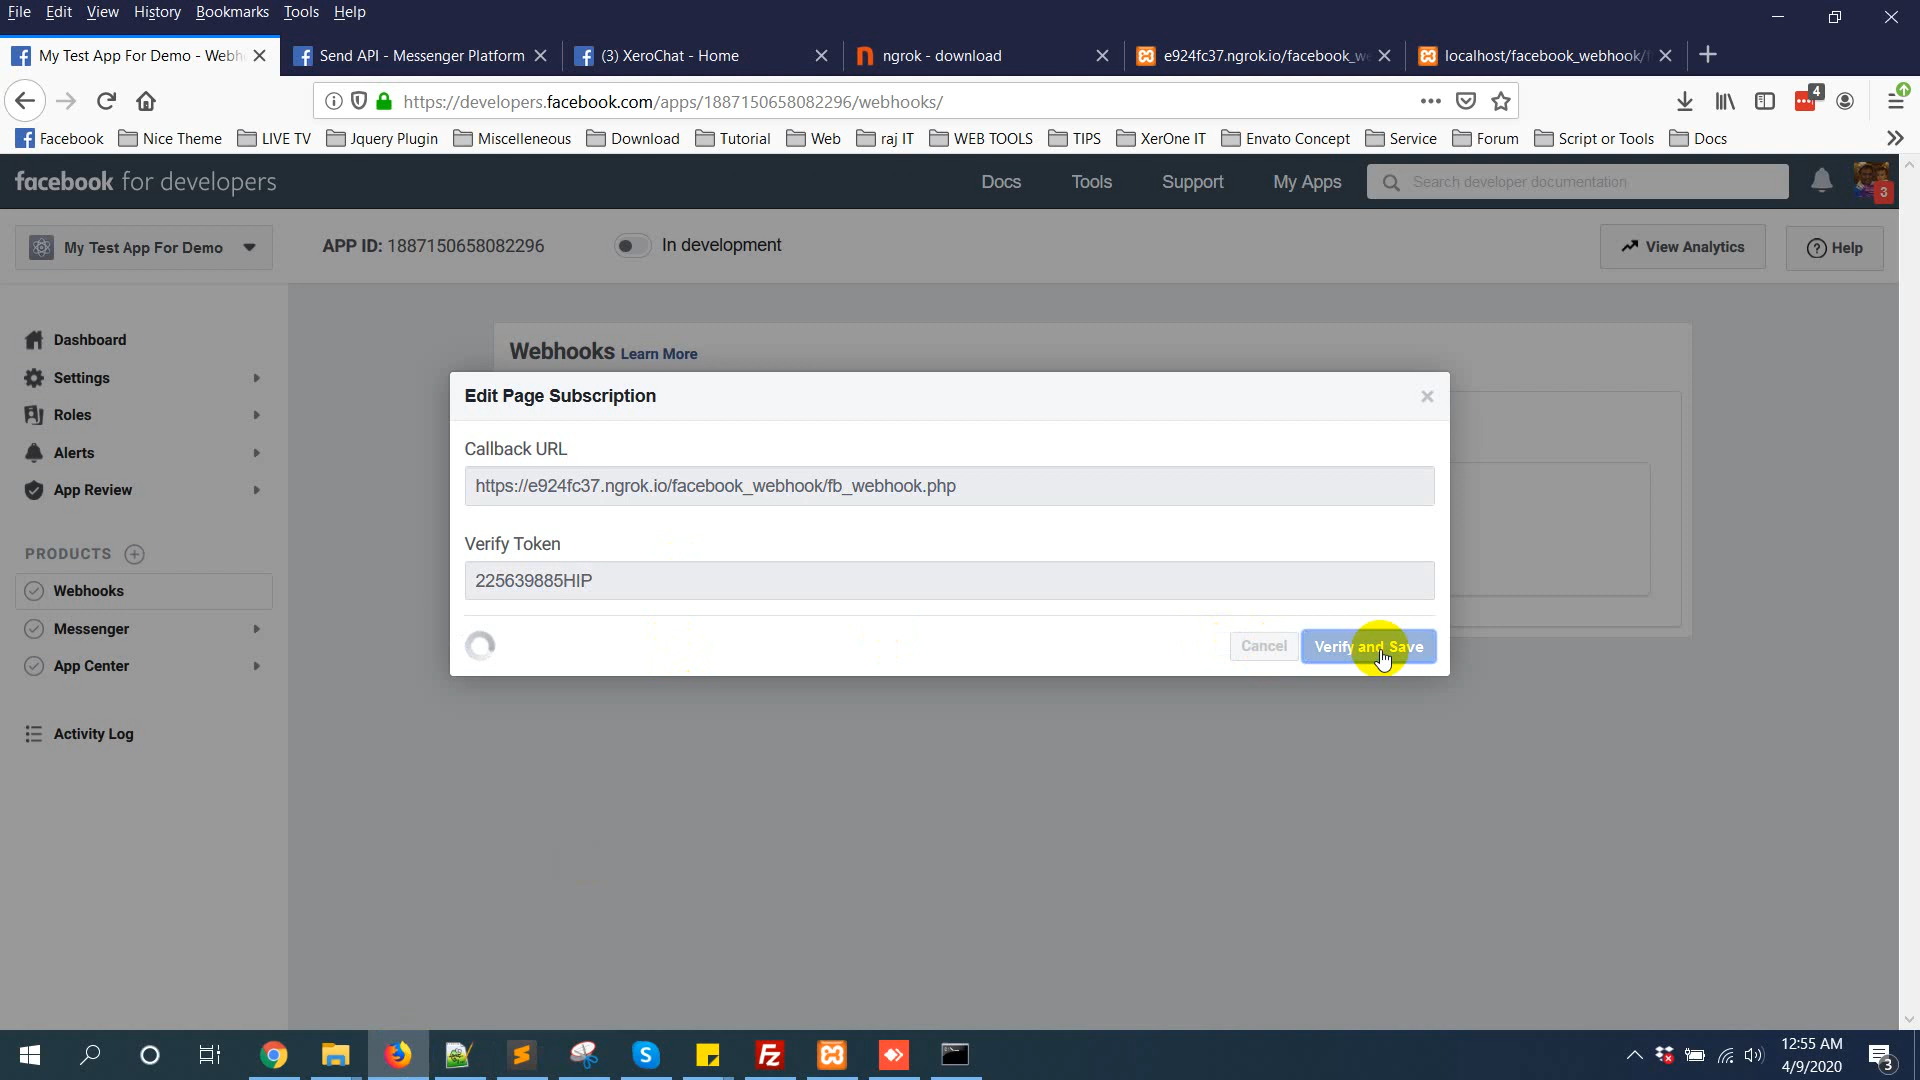 File Edit View History Bookmarks Tools Help
My Test App For Demo - Webh
Send API - Messenger Platform
(3) XeroChat - Home
ngrok - download
e924fc37.ngrok.io/facebook_we
localhost/facebook_webhook/
https://developers.facebook.com/apps/1887150658082296/webhooks/
4
Facebook Nice Theme LIVE TV Jquery Plugin Miscelleneous Download Tutorial Web raj IT WEB TOOLS TIPS XerOne IT Envato Concept Service Forum Script or Tools Docs
facebook for developers
Docs Tools Support My Apps
Search developer documentation
3
My Test App For Demo
APP ID: 1887150658082296
In development
View Analytics
Help
Dashboard
Settings
Roles
Alerts
App Review
PRODUCTS
Webhooks
Messenger
App Center
Activity Log
Webhooks Learn More
Edit Page Subscription
Callback URL
https://e924fc37.ngrok.io/facebook_webhook/fb_webhook.php
Verify Token
225639885HIP
Cancel
Verify and Save
12:55 AM
4/9/2020
3